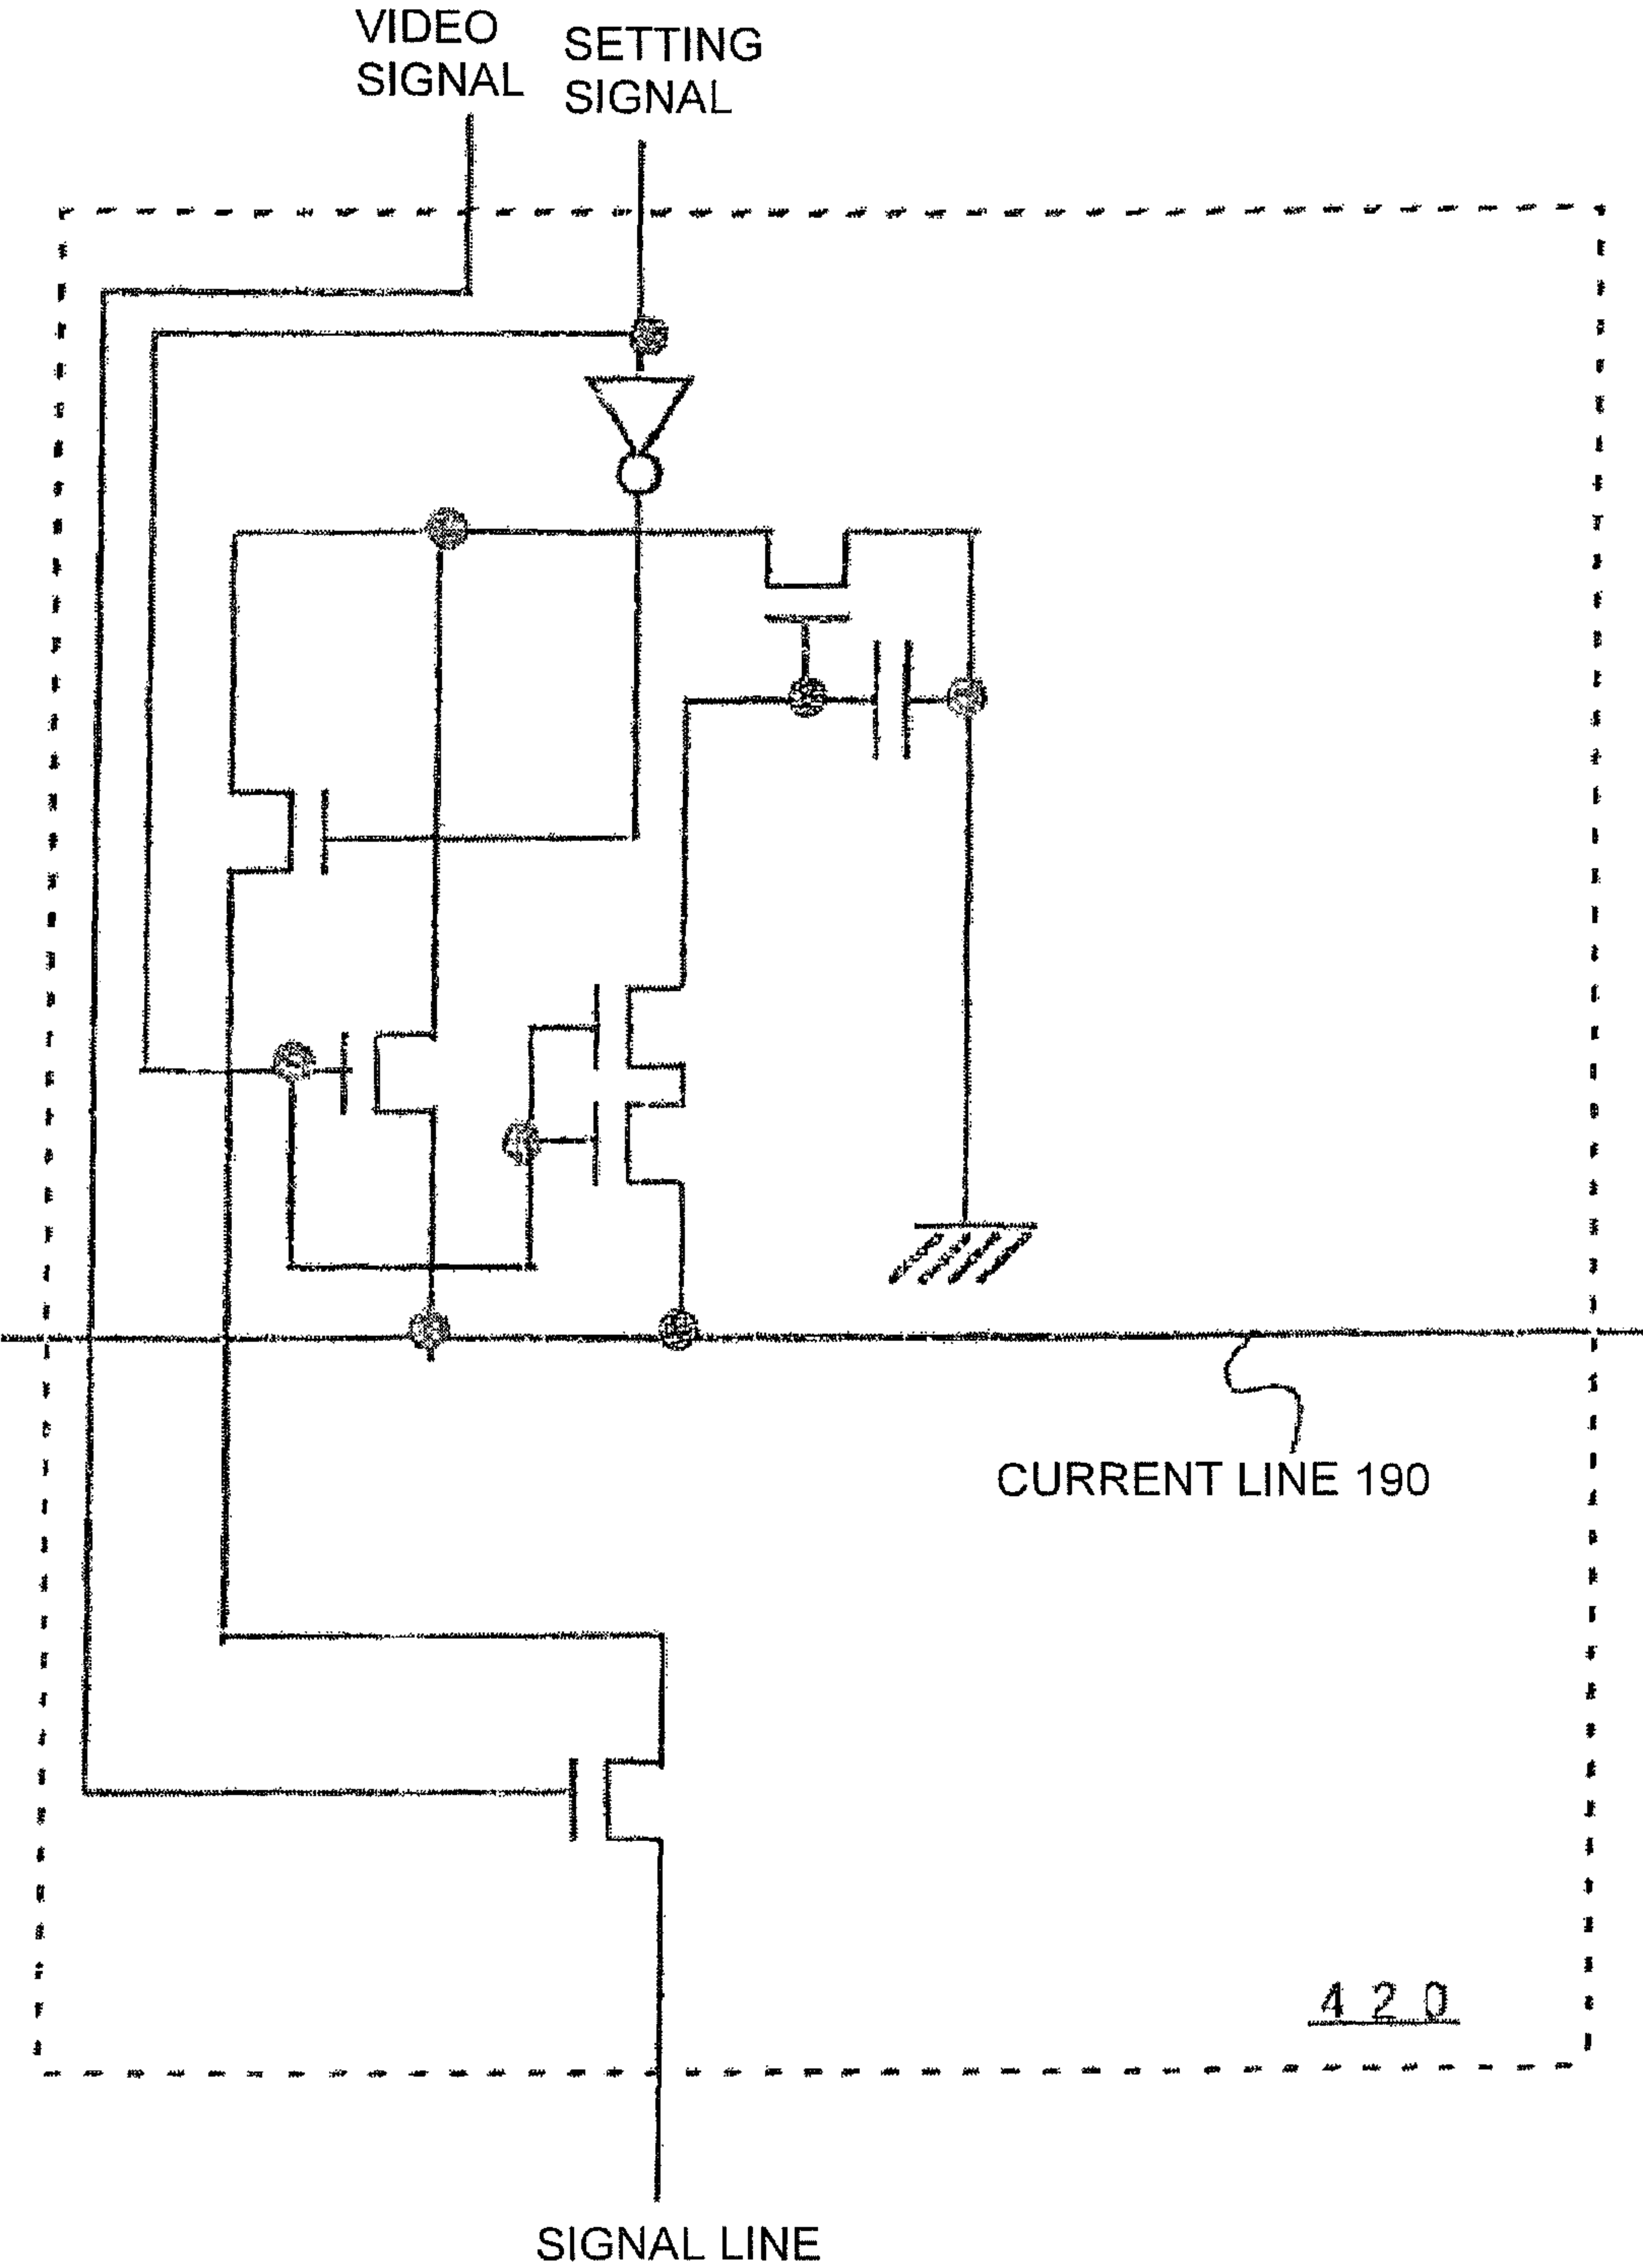 VIDEO
SIGNAL
SETTING
SIGNAL
CURRENT LINE 190
420
SIGNAL LINE